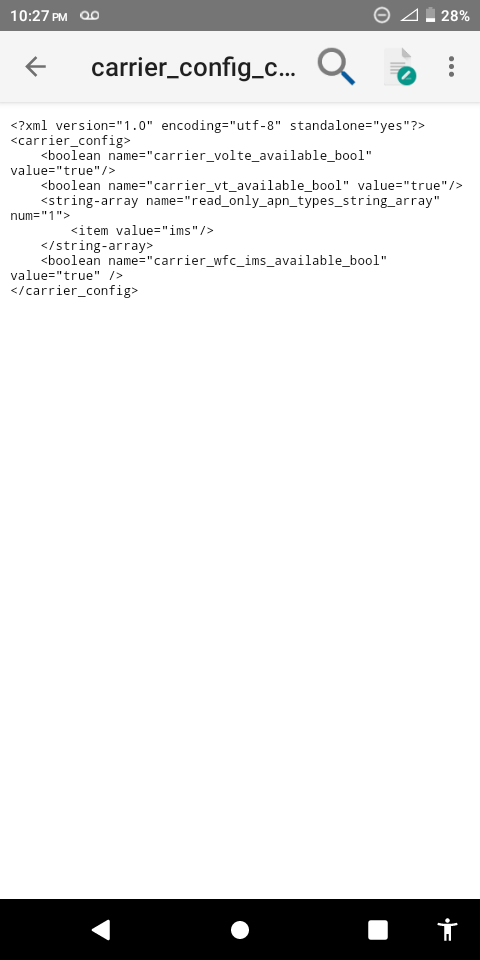 10:27 PM 28%
carrier_config_c...
<?xml version="1.0" encoding="utf-8" standalone="yes"?>
<carrier_config>
    <boolean name="carrier_volte_available_bool"
value="true"/>
    <boolean name="carrier_vt_available_bool" value="true"/>
    <string-array name="read_only_apn_types_string_array"
num="1">
        <item value="ims"/>
    </string-array>
    <boolean name="carrier_wfc_ims_available_bool"
value="true" />
</carrier_config>